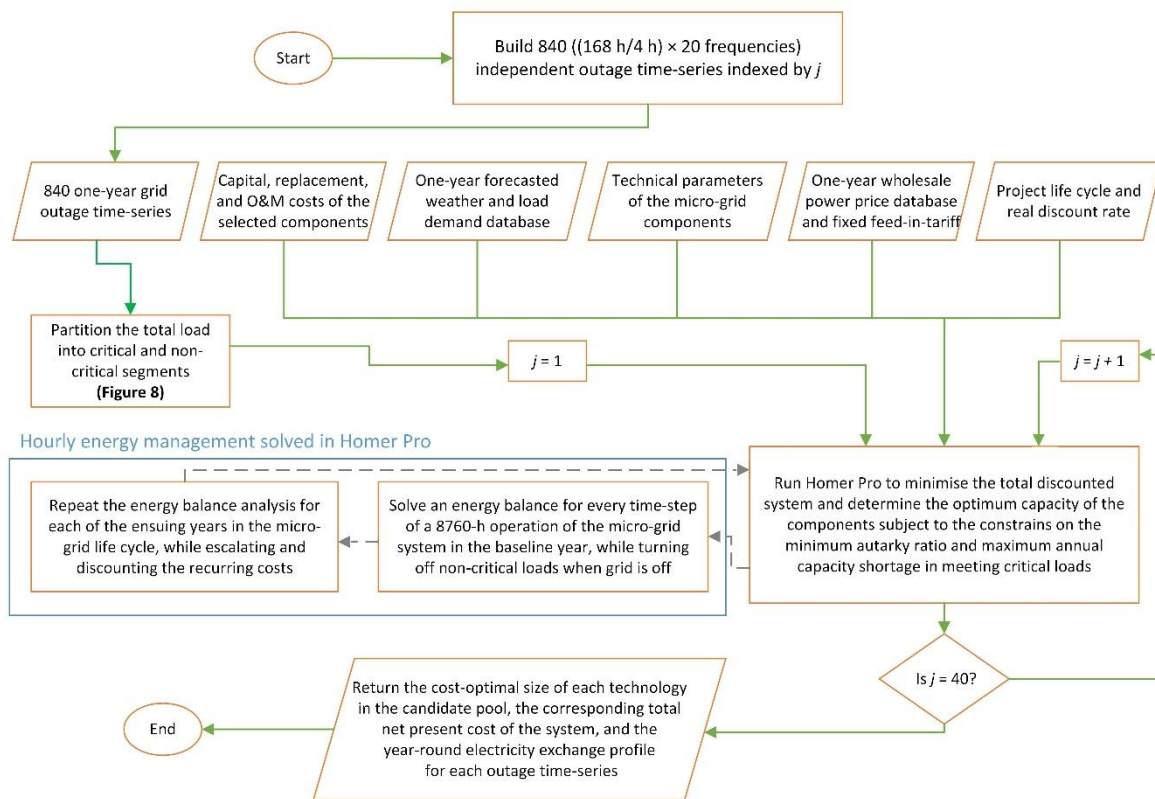 Start
Build 840 ((168 h/4 h) × 20 frequencies)
independent outage time-series indexed by j
840 one-year grid
outage time-series
Capital, replacement,
and O&M costs of the
selected components
One-year forecasted
weather and load
demand database
Technical parameters
of the micro-grid
components
One-year wholesale
power price database
and fixed feed-in-tariff
Project life cycle and
real discount rate
Partition the total load
into critical and non-
critical segments
(Figure 8)
j = 1
j = j + 1
Hourly energy management solved in Homer Pro
Repeat the energy balance analysis for
each of the ensuing years in the micro-
grid life cycle, while escalating and
discounting the recurring costs
Solve an energy balance for every time-step
of a 8760-h operation of the micro-grid
system in the baseline year, while turning
off non-critical loads when grid is off
Run Homer Pro to minimise the total discounted
system and determine the optimum capacity of the
components subject to the constrains on the
minimum autarky ratio and maximum annual
capacity shortage in meeting critical loads
Is j = 40?
Return the cost-optimal size of each technology
in the candidate pool, the corresponding total
net present cost of the system, and the
year-round electricity exchange profile
for each outage time-series
End